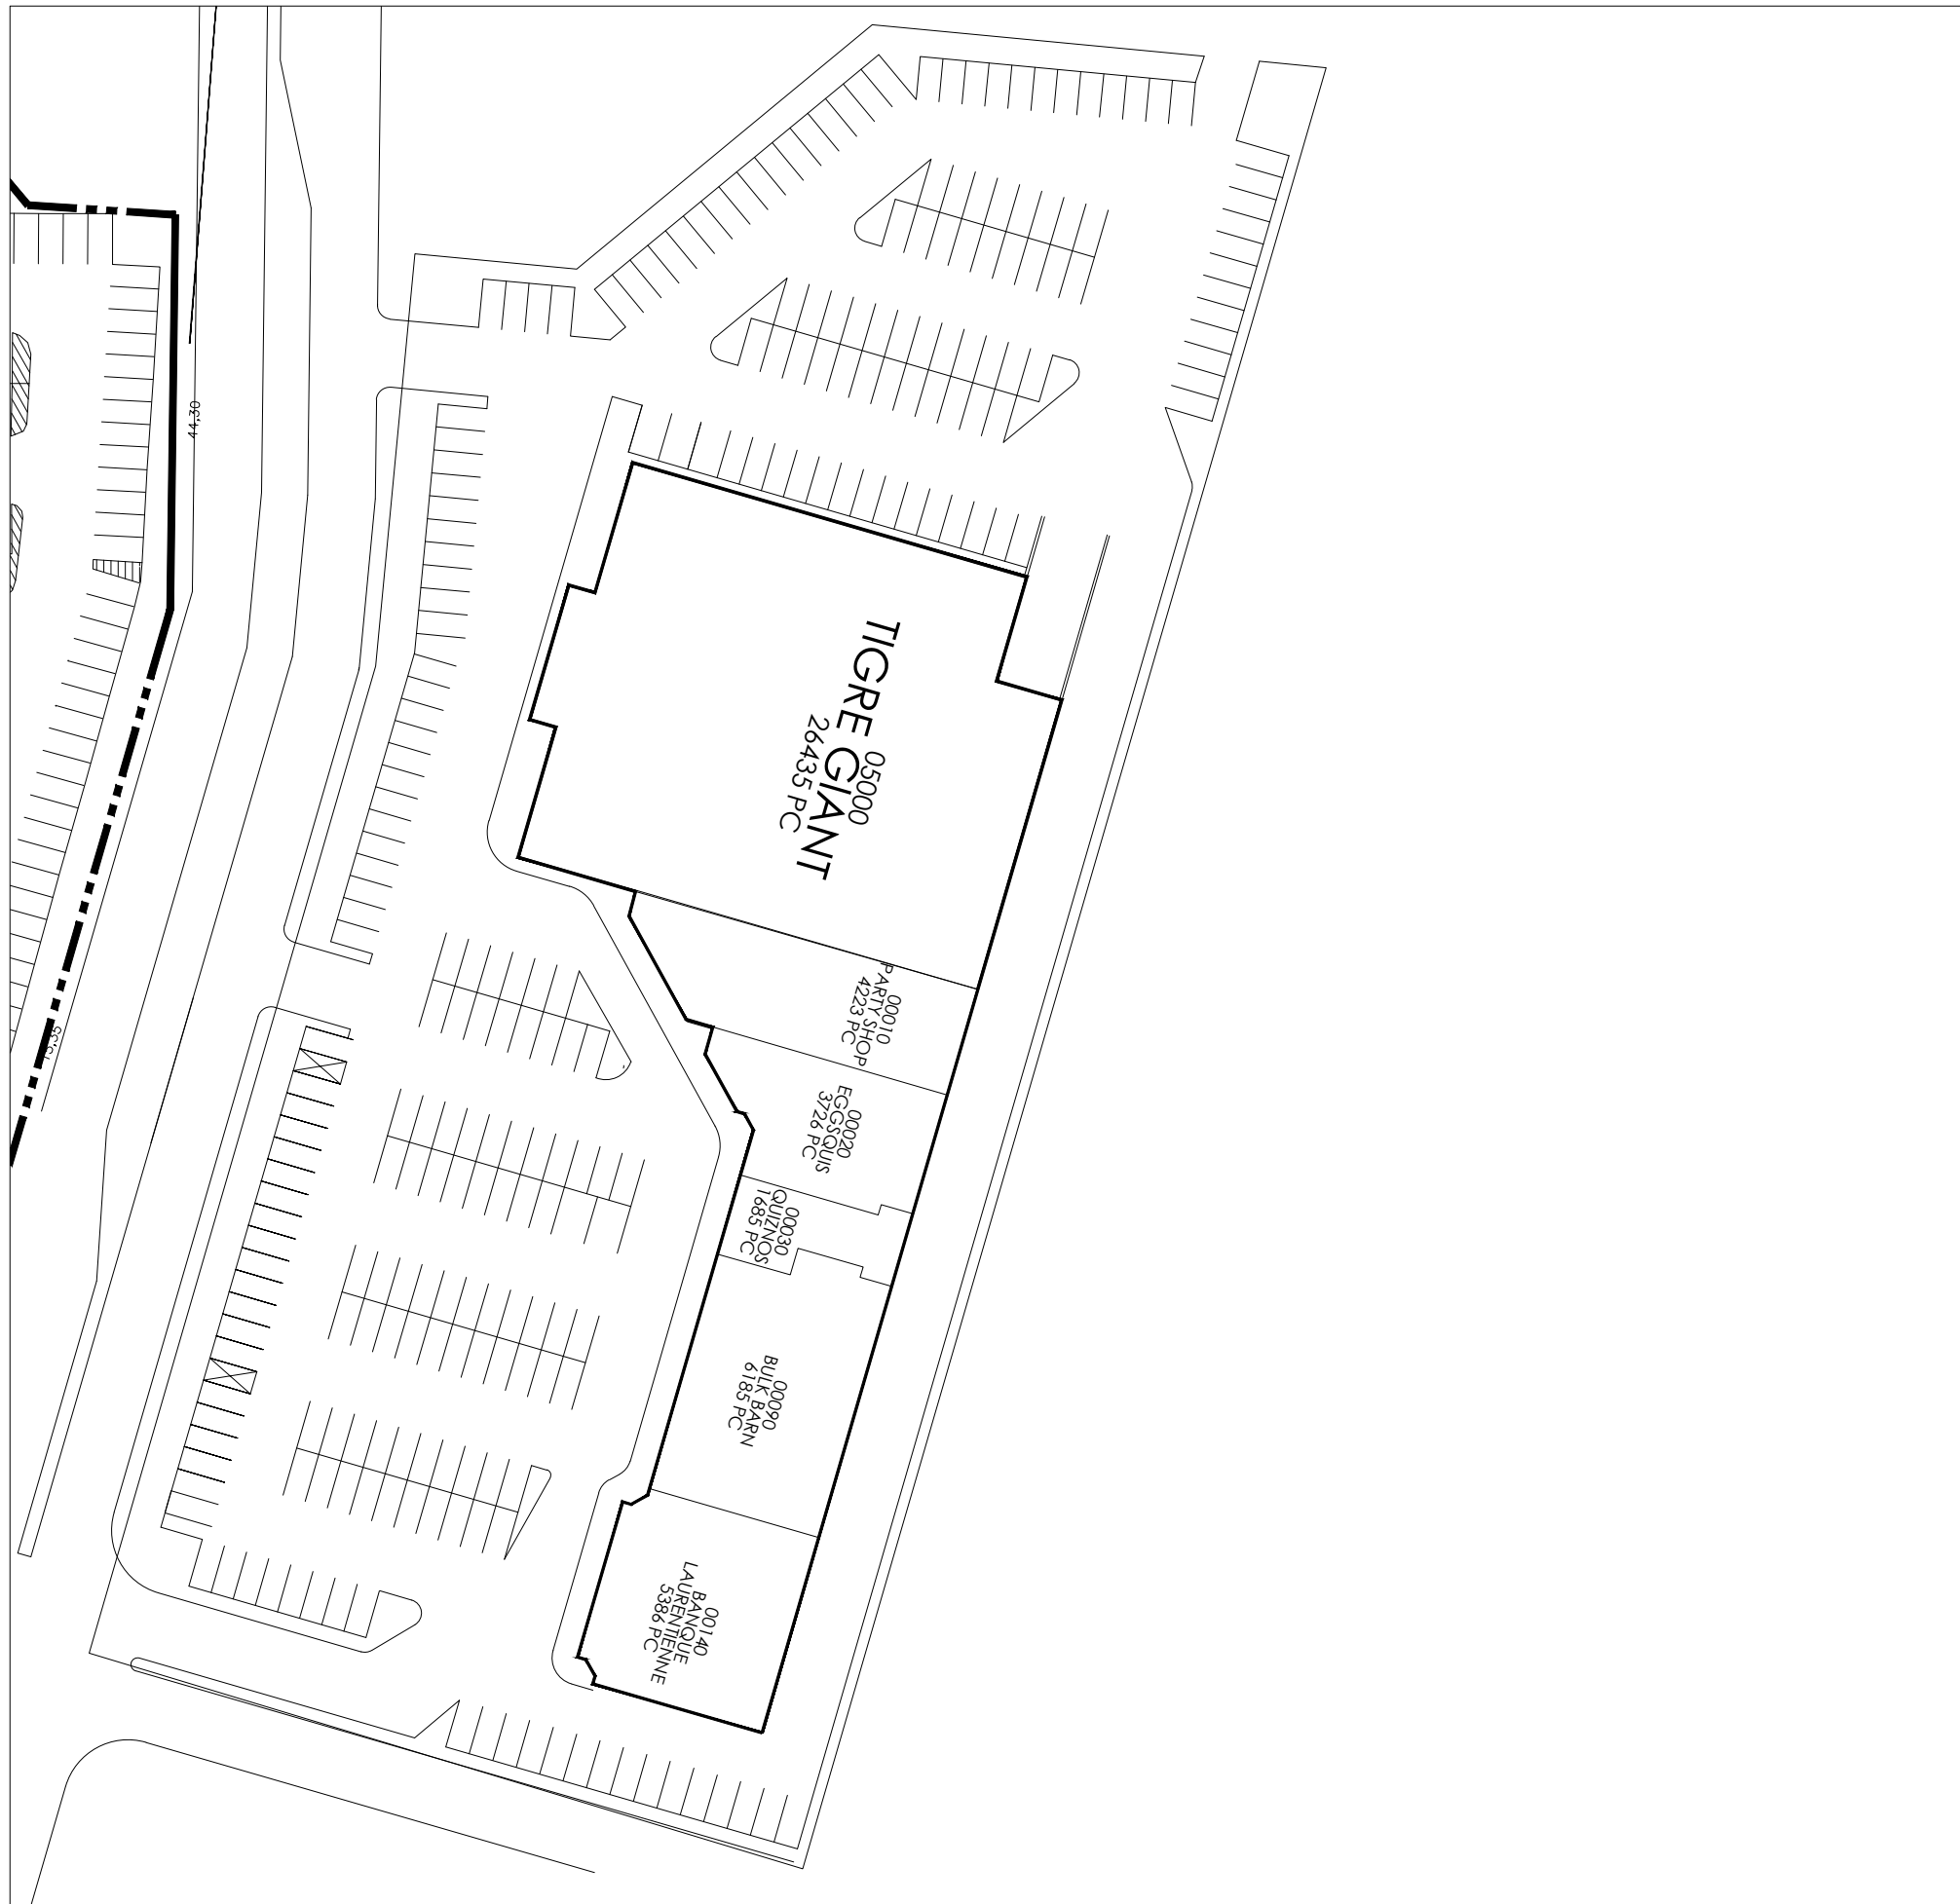 44,30
05000
TIGRE GIANT
26435 PC
00010
PARTY SHOP
4223 PC
00020
EGGSQUIS
3726 PC
00030
QUIZNOS
1685 PC
00090
BULK BARN
6185 PC
00140
BANQUE
LAURENTIENNE
5386 PC